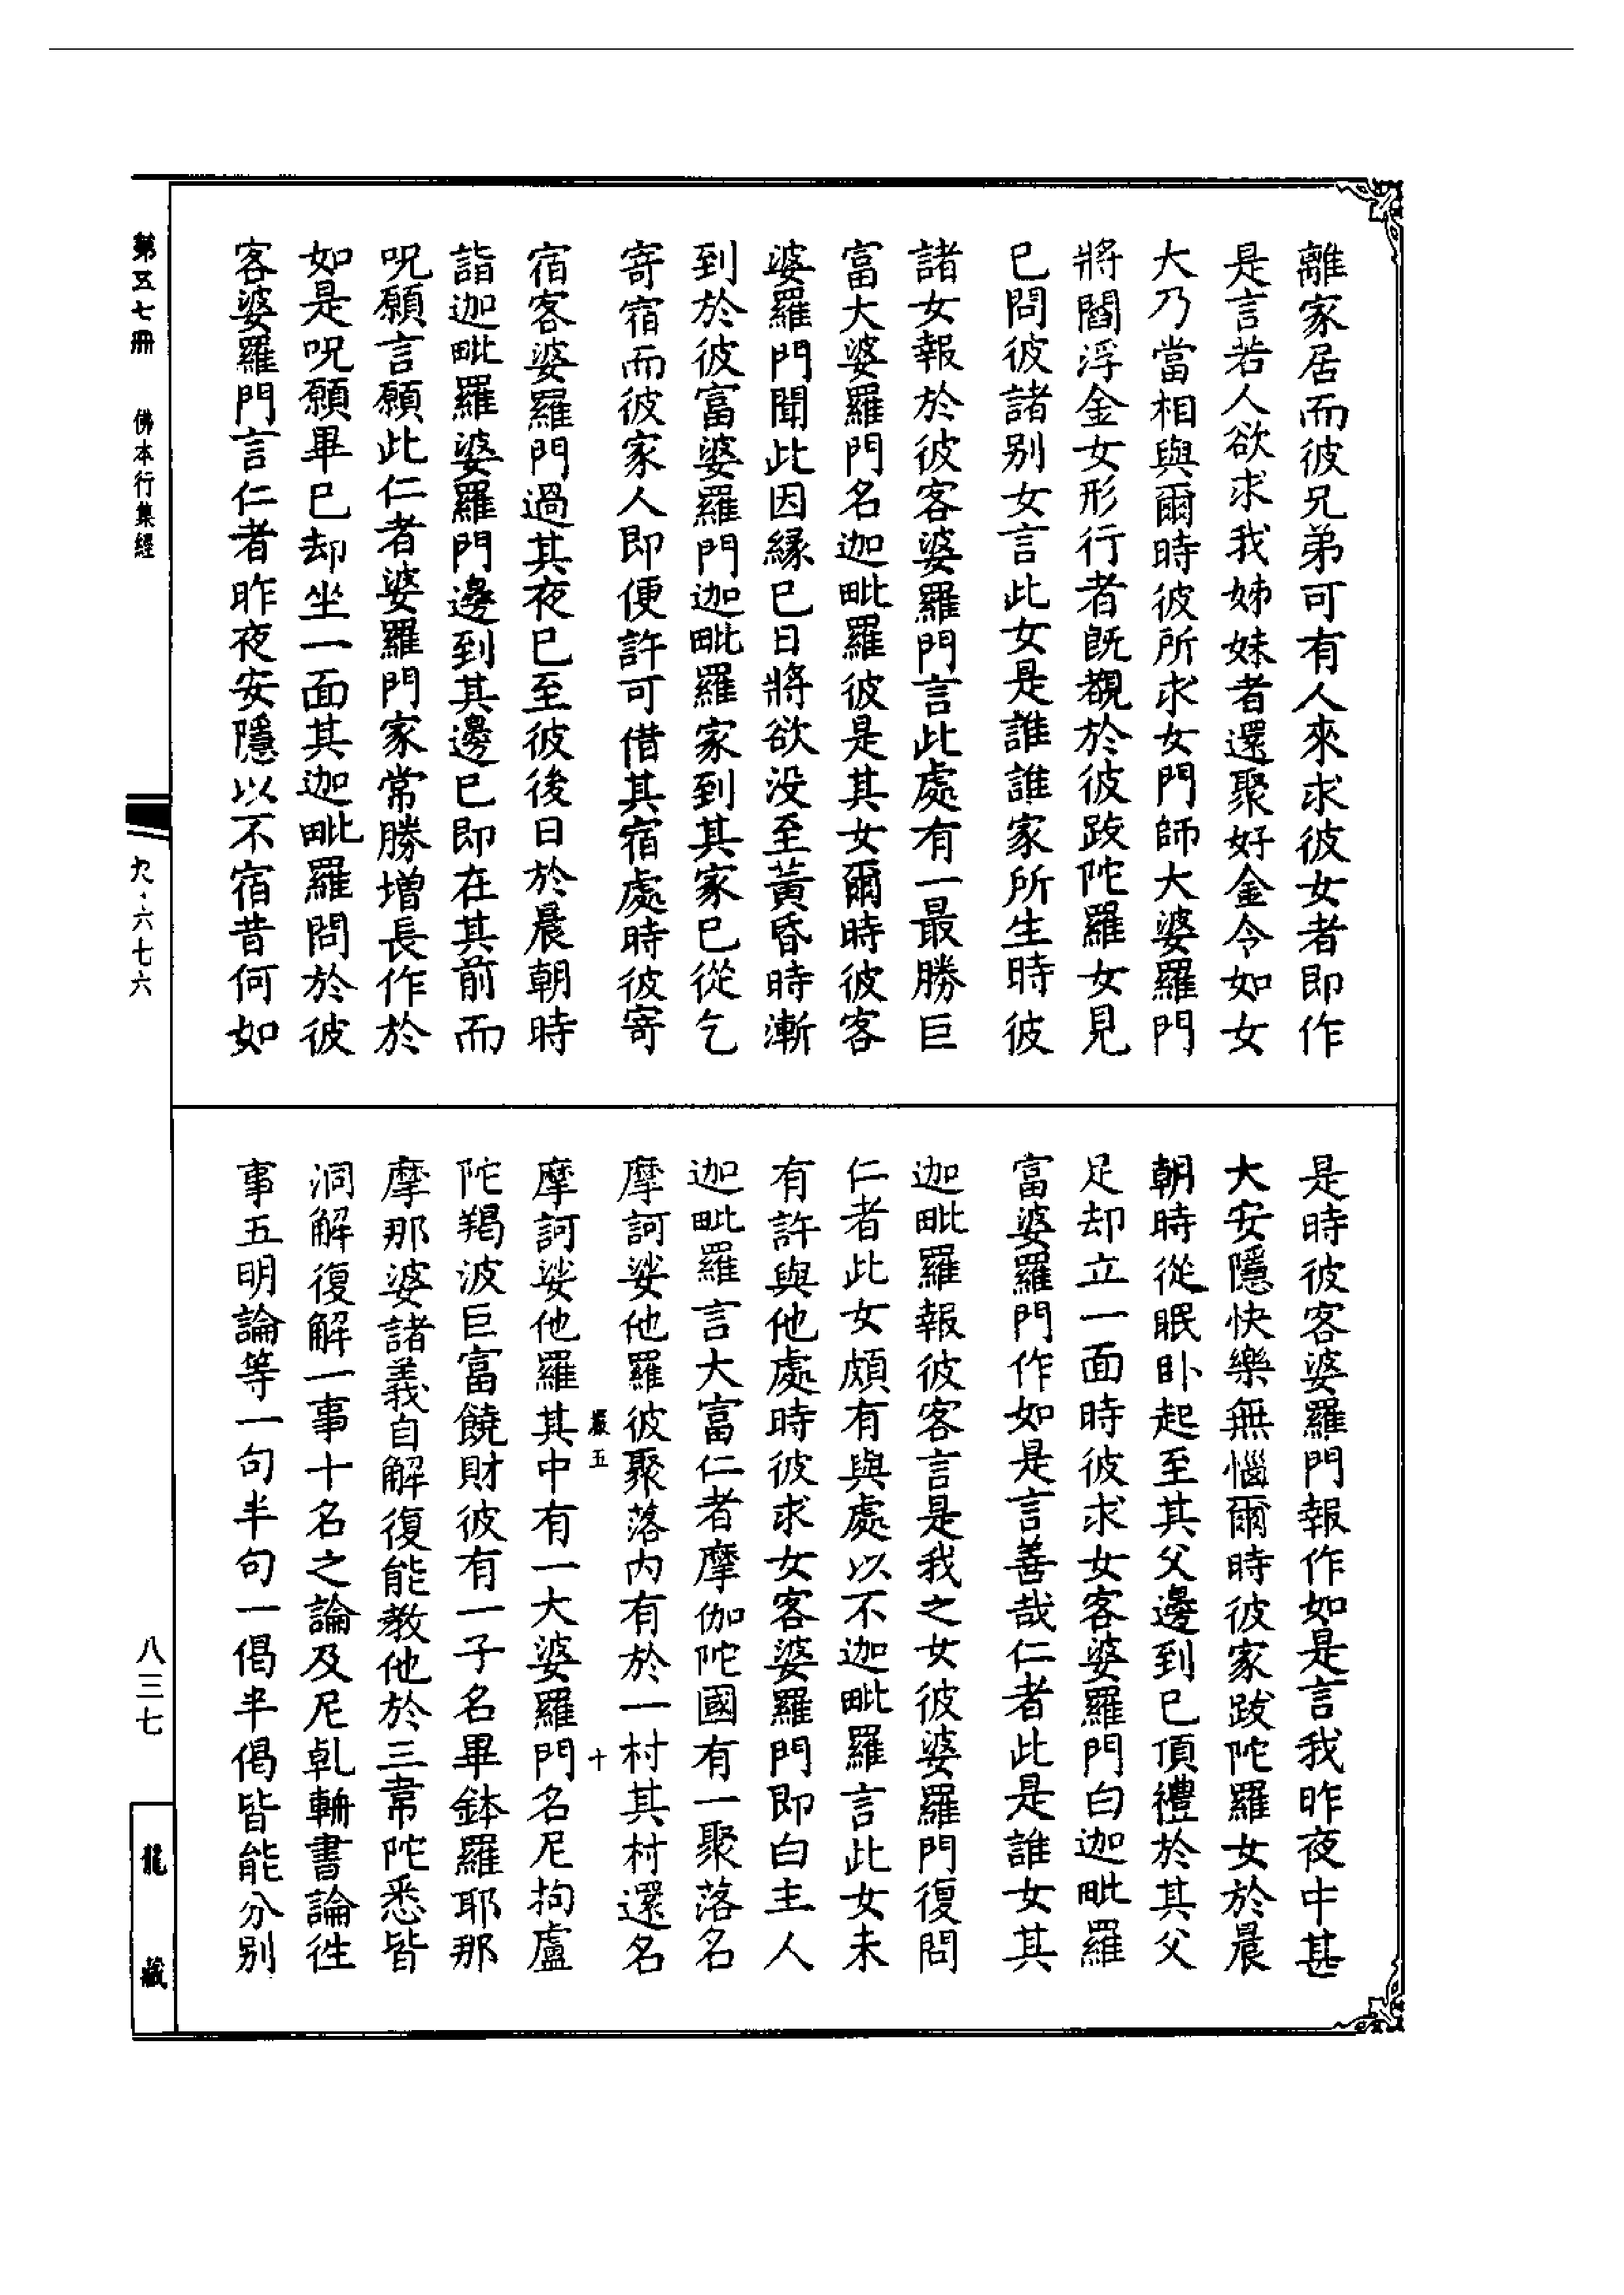 離家居而彼兄弟可有人來求彼女者即作
是言若人欲求我姊妹者還聚好金令如女
大乃當相與爾時彼所求女門師大婆羅門
將閻浮金女形行者既覩於彼跋陀羅女見
已問彼諸别女言此女是誰誰家所生時彼
諸女報於彼客婆羅門言此處有一最勝巨
富大婆羅門名迦毗羅彼是其女爾時彼客
婆羅門聞此因緣已日將欲没至黃昏時漸
到於彼富婆羅門迦毗羅家到其家已從乞
寄宿而彼家人即便許可借其宿處時彼寄
宿客婆羅門過其夜已至彼後日於晨朝時
詣迦毗羅婆羅門邊到其邊已即在其前而
呪願言願此仁者婆羅門家常勝增長作於
如是呪願畢已却坐一面其迦毗羅問於彼
客婆羅門言仁者昨夜安隱以不宿昔何如
是時彼客婆羅門報作如是言我昨夜中甚
大安隱快樂無惱爾時彼家跋陀羅女於晨
朝時從眠卧起至其父邊到已頂禮於其父
足却立一面時彼求女客婆羅門白迦毗羅
富婆羅門作如是言善哉仁者此是誰女其
迦毗羅報彼客言是我之女彼婆羅門復問
仁者此女頗有與處以不迦毗羅言此女未
有許與他處時彼求女客婆羅門即白主人
迦毗羅言大富仁者摩伽陀國有一聚落名
摩訶娑他羅彼聚落内有於一村其村還名
嚴五 十
摩訶娑他羅其中有一大婆羅門名尼拘盧
陀羯波巨富饒財彼有一子名畢鉢羅耶那
摩那婆諸義自解復能教他於三韋陀悉皆
洞解復解一事十名之論及尼乹輈書論徃
事五明論等一句半句一偈半偈皆能分别
第五七冊 佛本行集經
六七六
八三七
龍藏